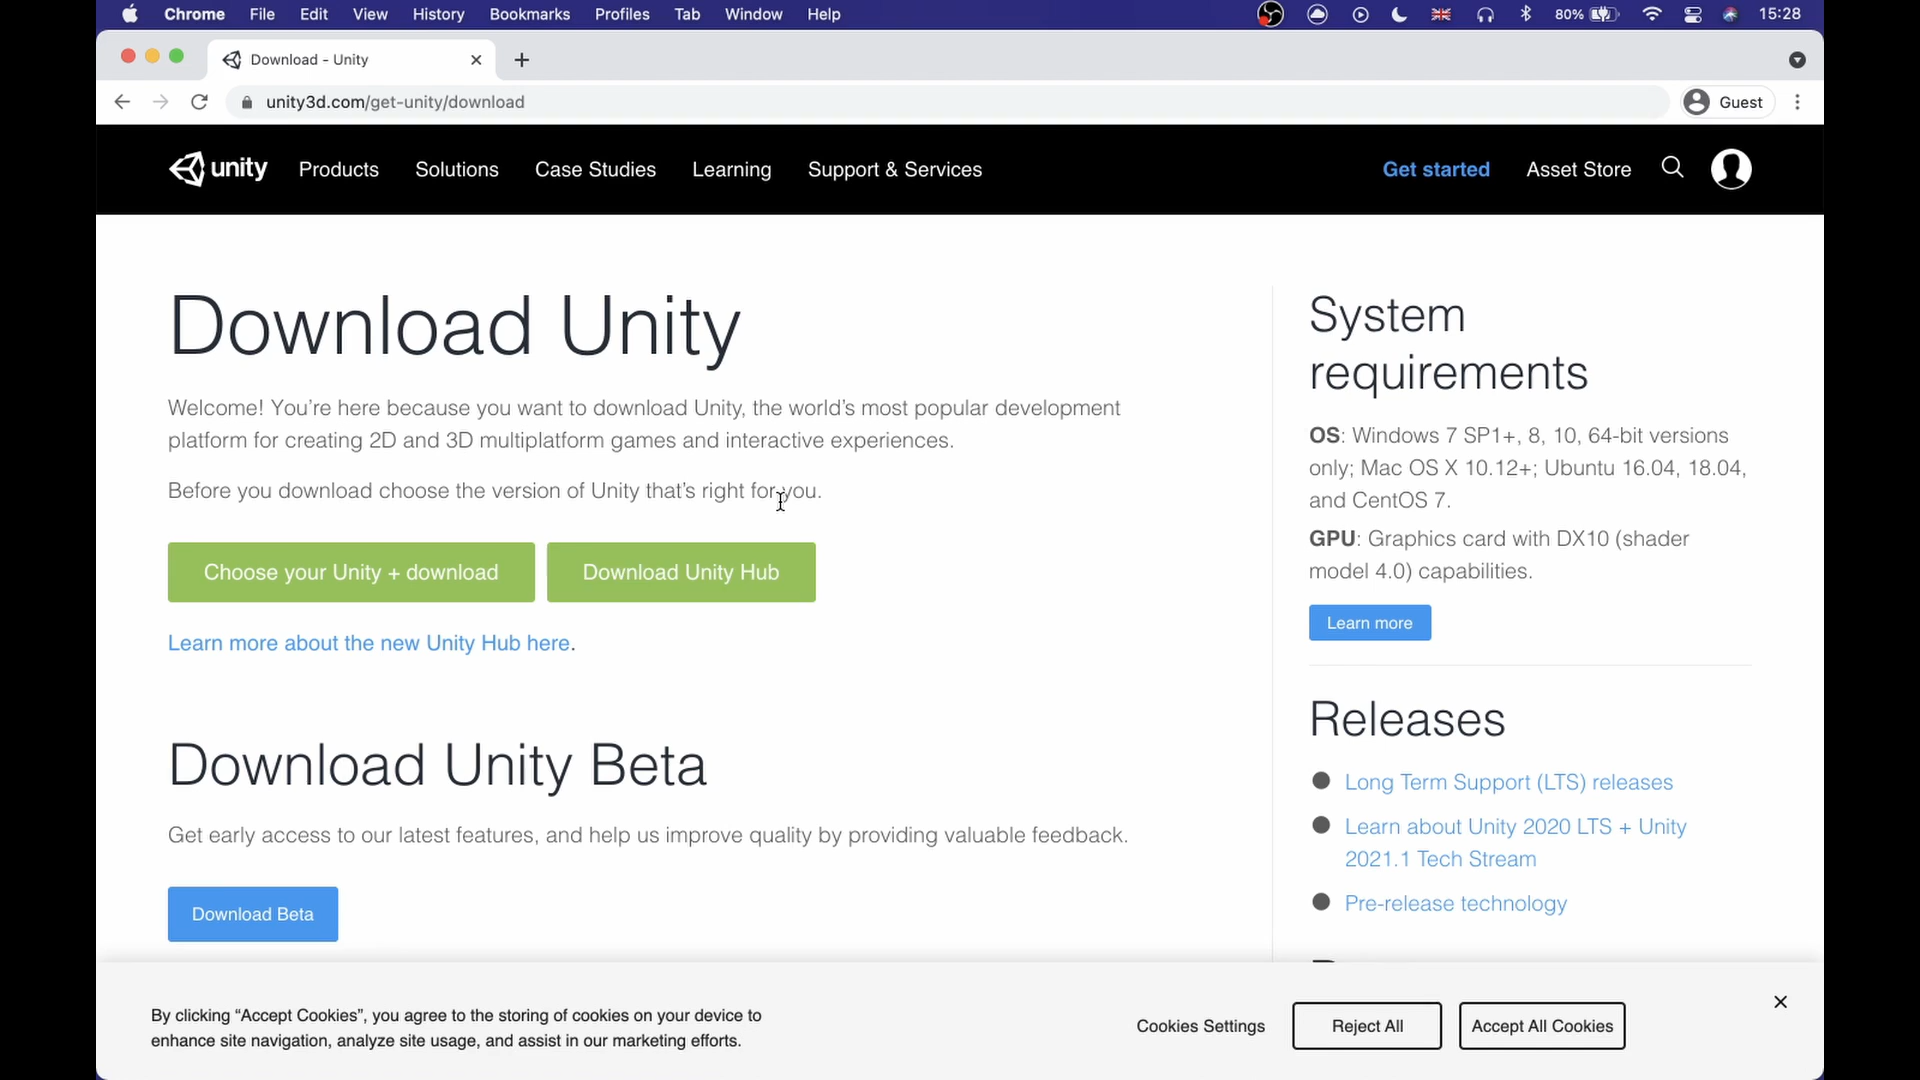 Chrome File Edit View History Bookmarks Profiles Tab Window Help 80% 15:28
Download - Unity
unity3d.com/get-unity/download Guest
unity Products Solutions Case Studies Learning Support & Services Get started Asset Store
Download Unity
Welcome! You're here because you want to download Unity, the world's most popular development
platform for creating 2D and 3D multiplatform games and interactive experiences.
Before you download choose the version of Unity that's right for you.
Choose your Unity + download Download Unity Hub
Learn more about the new Unity Hub here.
Download Unity Beta
Get early access to our latest features, and help us improve quality by providing valuable feedback.
Download Beta
System
requirements
OS: Windows 7 SP1+, 8, 10, 64-bit versions
only; Mac OS X 10.12+; Ubuntu 16.04, 18.04,
and CentOS 7.
GPU: Graphics card with DX10 (shader
model 4.0) capabilities.
Learn more
Releases
Long Term Support (LTS) releases
Learn about Unity 2020 LTS + Unity
2021.1 Tech Stream
Pre-release technology
By clicking “Accept Cookies”, you agree to the storing of cookies on your device to
enhance site navigation, analyze site usage, and assist in our marketing efforts.
Cookies Settings Reject All Accept All Cookies